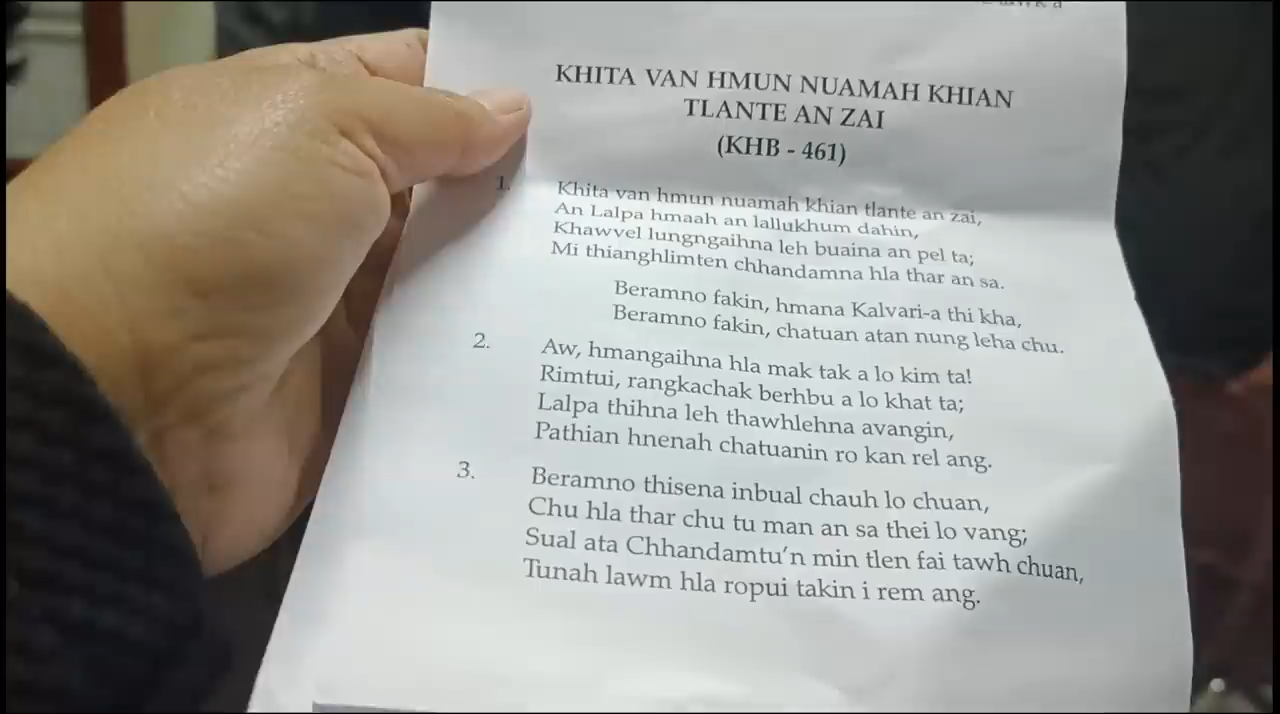 KHITA VAN HMUN NUAMAH KHIAN
TLANTE AN ZAI
(KHB - 461)
1. Khita van hmun nuamah khian tlante an zai,
An Lalpa hmaah an lallukhum dahin,
Khawvel lungngaihna leh buaina an pel ta;
Mi thianghlimten chhandamna hla thar an sa.
Beramno fakin, hmana Kalvari-a thi kha,
Beramno fakin, chatuan atan nung leha chu.
2. Aw, hmangaihna hla mak tak a lo kim ta!
Rimtui, rangkachak berhbu a lo khat ta;
Lalpa thihna leh thawhlehna avangin,
Pathian hnenah chatuanin ro kan rel ang.
3. Beramno thisena inbual chauh lo chuan,
Chu hla thar chu tu man an sa thei lo vang;
Sual ata Chhandamtu'n min tlen fai tawh chuan,
Tunah lawm hla ropui takin i rem ang.